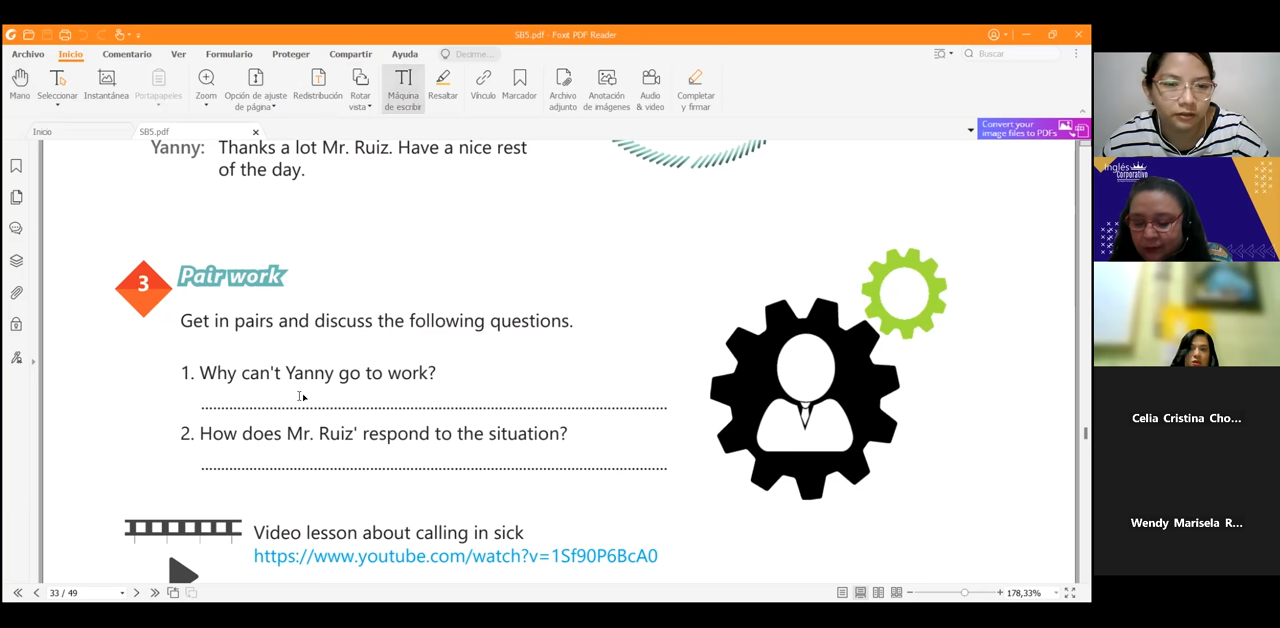 SB5.pdf - Foxit PDF Reader
Archivo Inicio Comentario Ver Formulario Proteger Compartir Ayuda Decirme... Buscar
Mano Seleccionar Instantánea Portapapeles Zoom Opción de ajuste de página Redistribución Rotar vista Máquina de escribir Resaltar Vínculo Marcador Archivo adjunto Anotación de imágenes Audio & video Completar y firmar
Inicio SB5.pdf
Convert your
image files to PDFs
Yanny: Thanks a lot Mr. Ruiz. Have a nice rest
of the day.
3 Pair work
Get in pairs and discuss the following questions.
1. Why can't Yanny go to work?
2. How does Mr. Ruiz' respond to the situation?
Video lesson about calling in sick
https://www.youtube.com/watch?v=1Sf90P6BcA0
33 / 49
178,33%
Inglés
Corporativo
Celia Cristina Cho...
Wendy Marisela R...